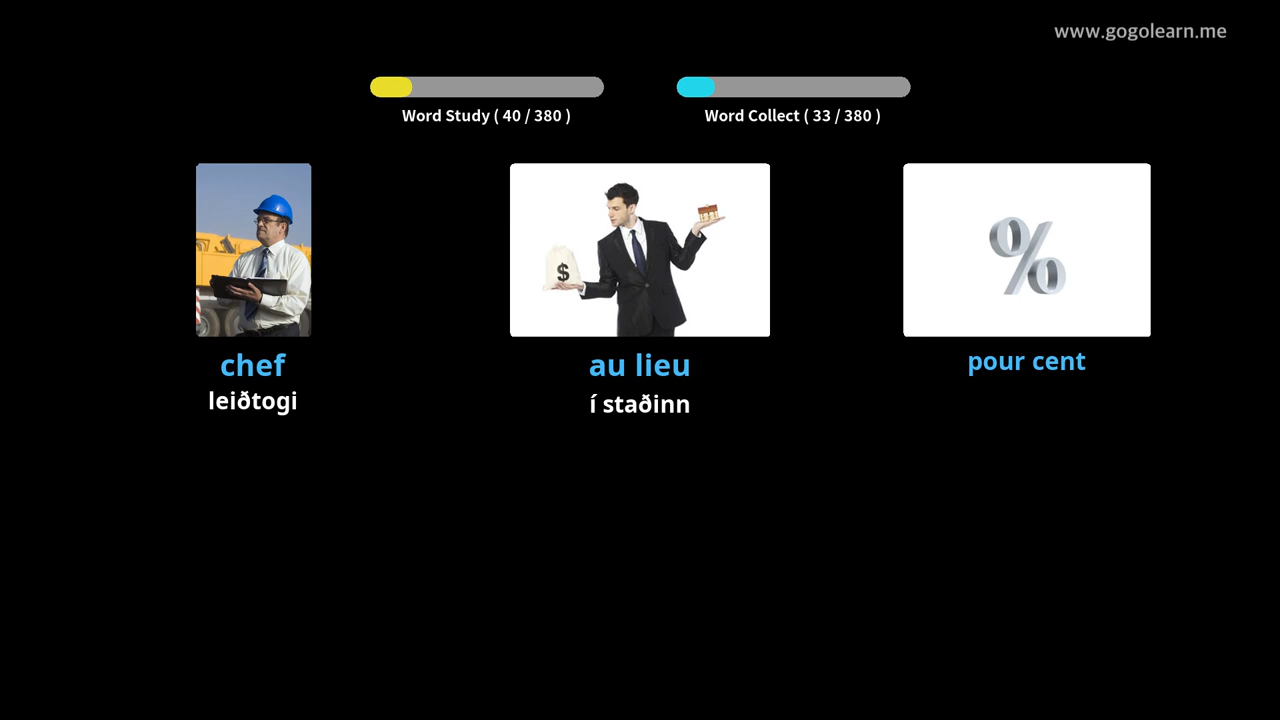 www.gogolearn.me
Word Study ( 40 / 380 )
Word Collect ( 33 / 380 )
$
%
chef
leiðtogi
au lieu
í staðinn
pour cent